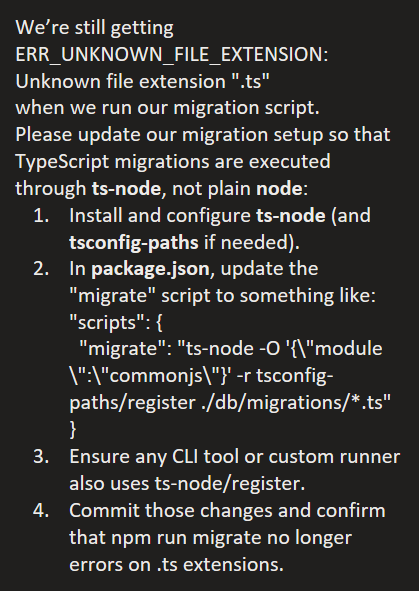 We’re still getting
ERR_UNKNOWN_FILE_EXTENSION:
Unknown file extension ".ts"
when we run our migration script.
Please update our migration setup so that
TypeScript migrations are executed
through ts-node, not plain node:
1. Install and configure ts-node (and
tsconfig-paths if needed).
2. In package.json, update the
"migrate" script to something like:
"scripts": {
"migrate": "ts-node -O '{\"module
\":\"commonjs\"}' -r tsconfig-
paths/register ./db/migrations/*.ts"
}
3. Ensure any CLI tool or custom runner
also uses ts-node/register.
4. Commit those changes and confirm
that npm run migrate no longer
errors on .ts extensions.